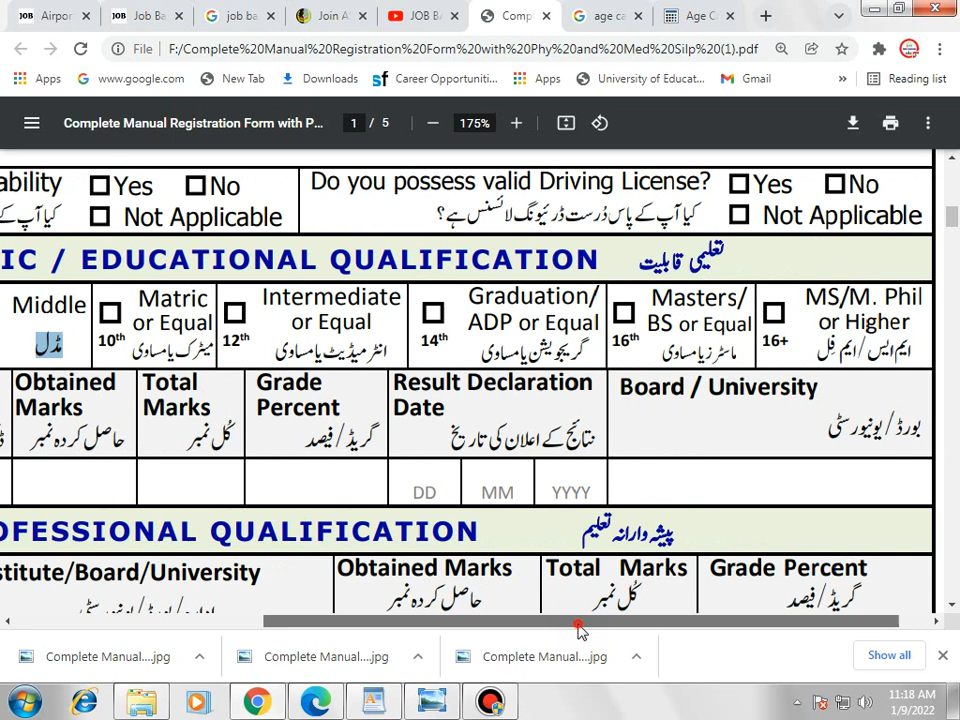 Airpor
Job Ba
job ba
Join A
JOB BA
Comp
age ca
Age C
File
F:/Complete%20Manual%20Registration%20Form%20with%20Phy%20and%20Med%20Silp%20(1).pdf
Apps
www.google.com
New Tab
Downloads
Career Opportuniti...
Apps
University of Educat...
Gmail
»
Reading list
Complete Manual Registration Form with P...
1 / 5
175%
ability
Yes
No
Do you possess valid Driving License?
Yes
No
کیا آپ کے
Not Applicable
کیا آپ کے پاس دُرست ڈرئیونگ لائسنس ہے؟
Not Applicable
IC / EDUCATIONAL QUALIFICATION تعلیمی قابلیت
Middle
مڈل
10th
Matric or Equal
میٹرک یا مساوی
12th
Intermediate or Equal
انٹر میڈیٹ یا مساوی
14th
Graduation/ ADP or Equal
گریجویشن یا مساوی
16th
Masters/ BS or Equal
ماسٹرز یا مساوی
16+
MS/M. Phil or Higher
ایم ایس/ایم فِل
Obtained Marks
حاصل کردہ نمبر
Total Marks
کُل نمبر
Grade Percent
گریڈ/فیصد
Result Declaration Date
نتائج کے اعلان کی تاریخ
Board / University
بورڈ/یونیورسٹی
DD
MM
YYYY
OFESSIONAL QUALIFICATION پیشہ وارانہ تعلیم
stitute/Board/University
Obtained Marks
حاصل کردہ نمبر
Total Marks
کُل نمبر
Grade Percent
گریڈ/فیصد
Complete Manual....jpg
Complete Manual....jpg
Complete Manual....jpg
Show all
11:18 AM
1/9/2022